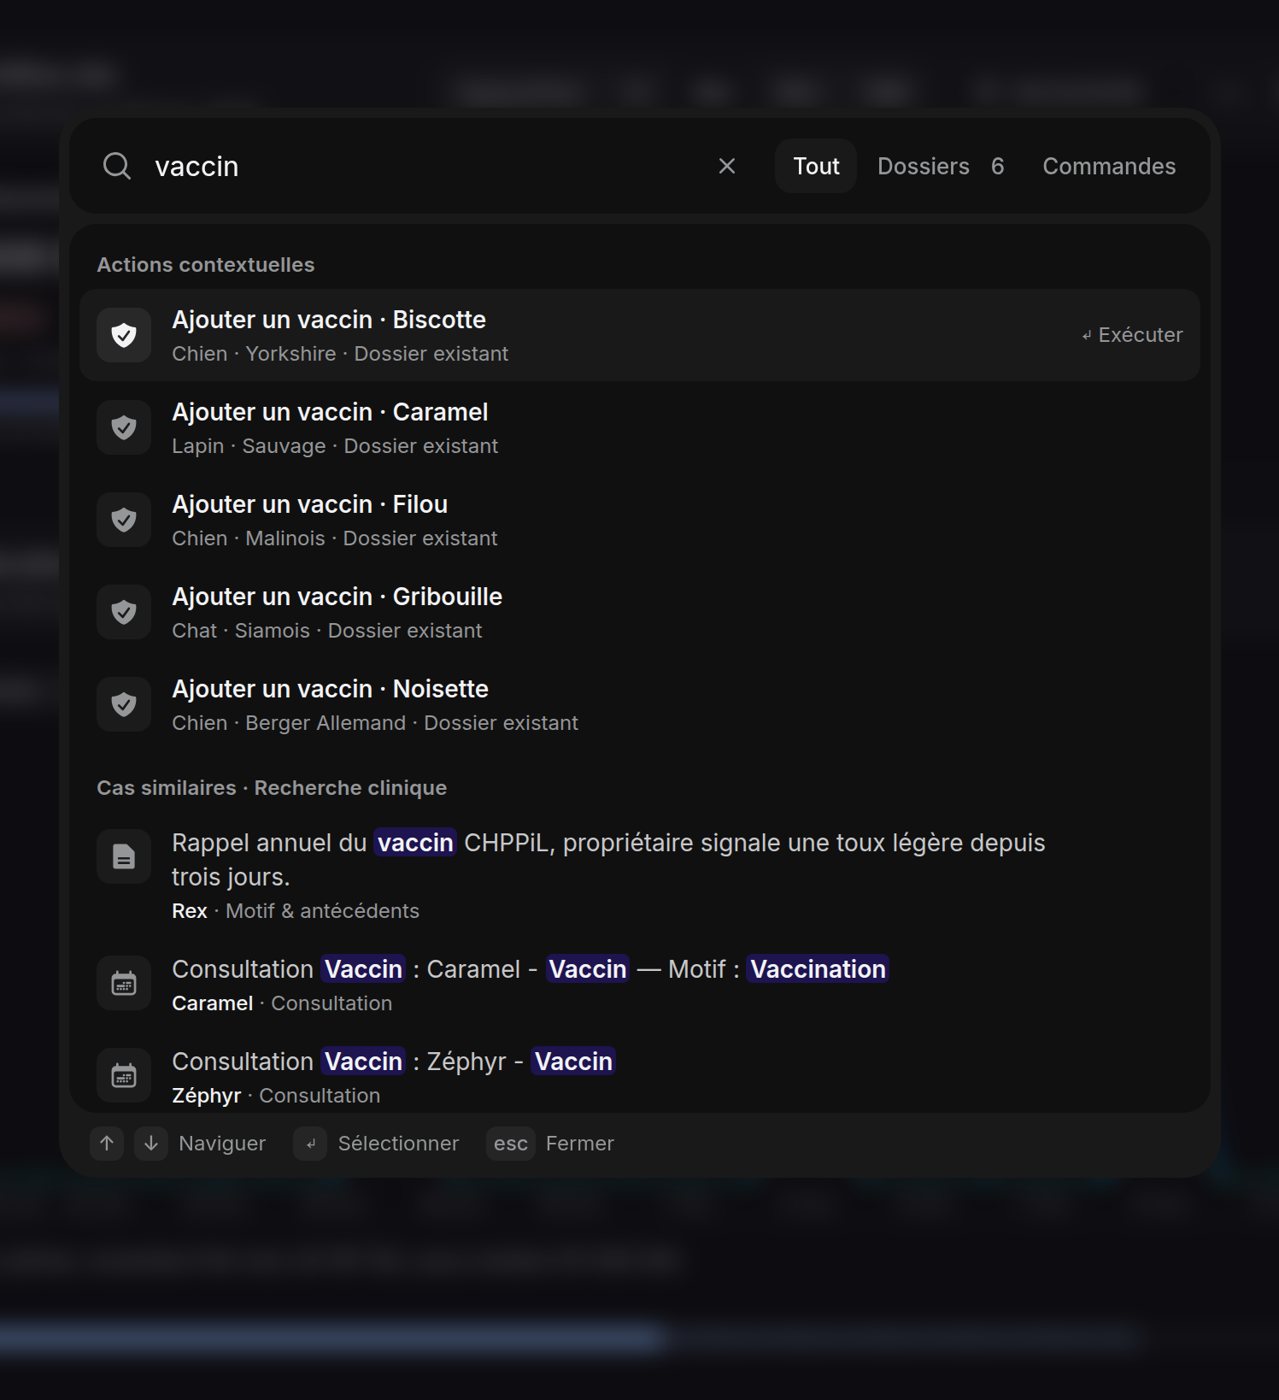 vaccin
Tout Dossiers 6 Commandes
Actions contextuelles
Ajouter un vaccin · Biscotte
Chien · Yorkshire · Dossier existant
↲ Exécuter
Ajouter un vaccin · Caramel
Lapin · Sauvage · Dossier existant
Ajouter un vaccin · Filou
Chien · Malinois · Dossier existant
Ajouter un vaccin · Gribouille
Chat · Siamois · Dossier existant
Ajouter un vaccin · Noisette
Chien · Berger Allemand · Dossier existant
Cas similaires · Recherche clinique
Rappel annuel du vaccin CHPPiL, propriétaire signale une toux légère depuis
trois jours.
Rex · Motif & antécédents
Consultation Vaccin : Caramel - Vaccin — Motif : Vaccination
Caramel · Consultation
Consultation Vaccin : Zéphyr - Vaccin
Zéphyr · Consultation
↑ ↓ Naviguer ↲ Sélectionner esc Fermer